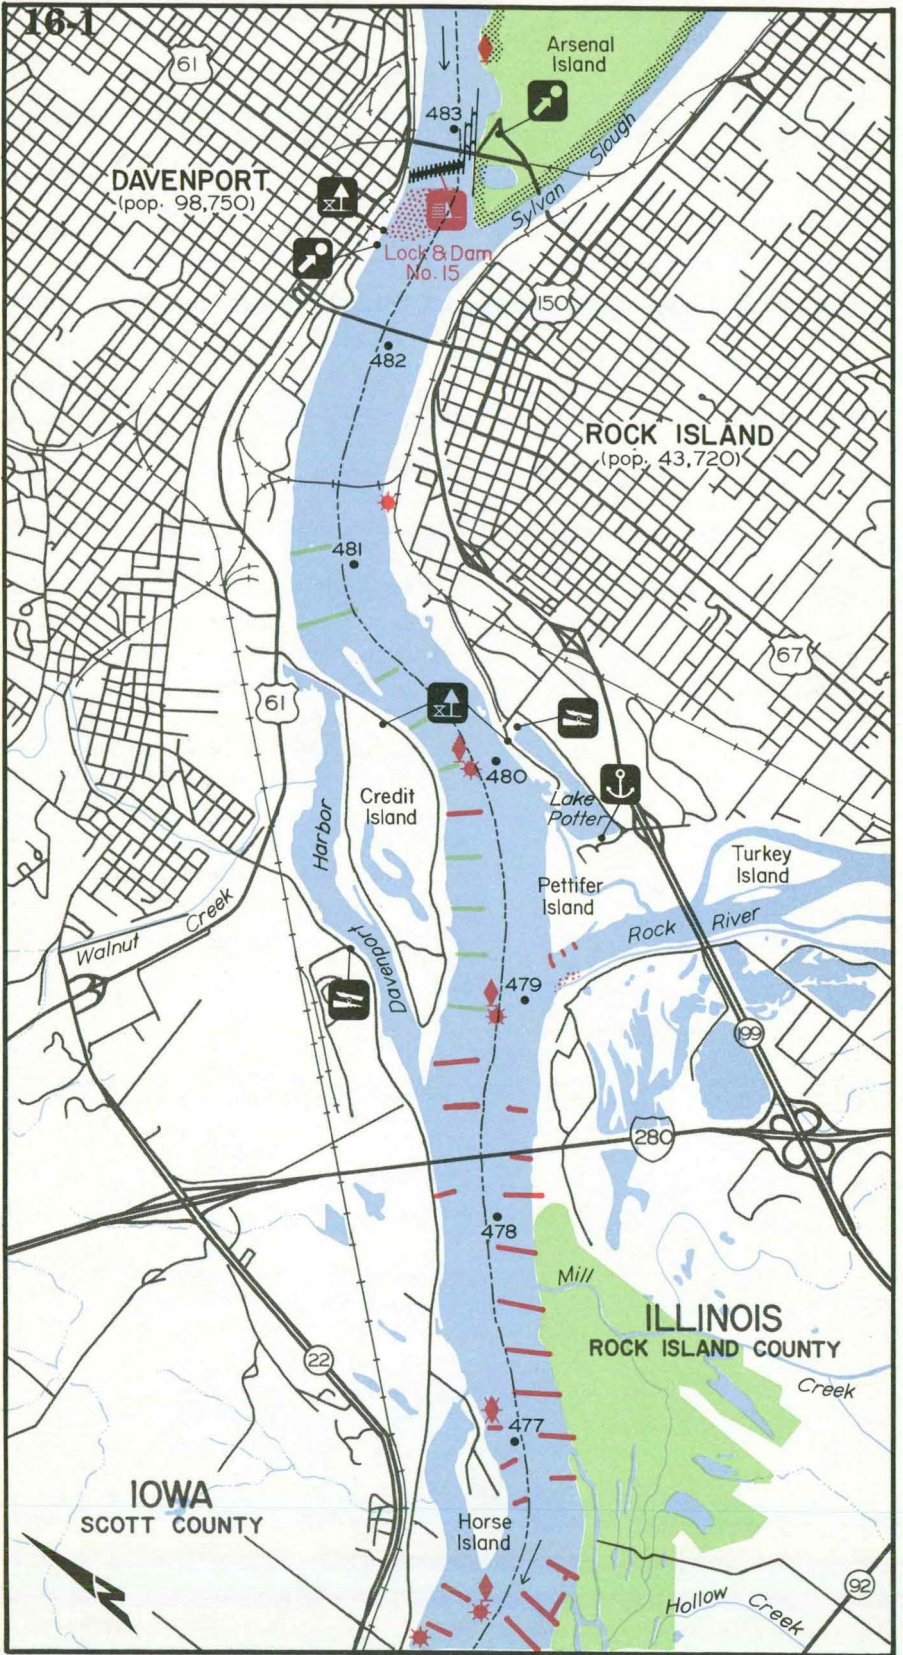 16-1
61
Arsenal
Island
483
DAVENPORT
(pop. 98,750)
Sylvan Slough
Lock & Dam
No. 15
150
482
ROCK ISLAND
(pop. 43,720)
481
67
61
480
Credit
Island
Lake
Potter
Harbor
Davenport
Turkey
Island
Pettifer
Island
Rock River
Walnut Creek
479
199
280
478
Mill
Creek
ILLINOIS
ROCK ISLAND COUNTY
22
477
IOWA
SCOTT COUNTY
Horse
Island
92
Hollow Creek
N